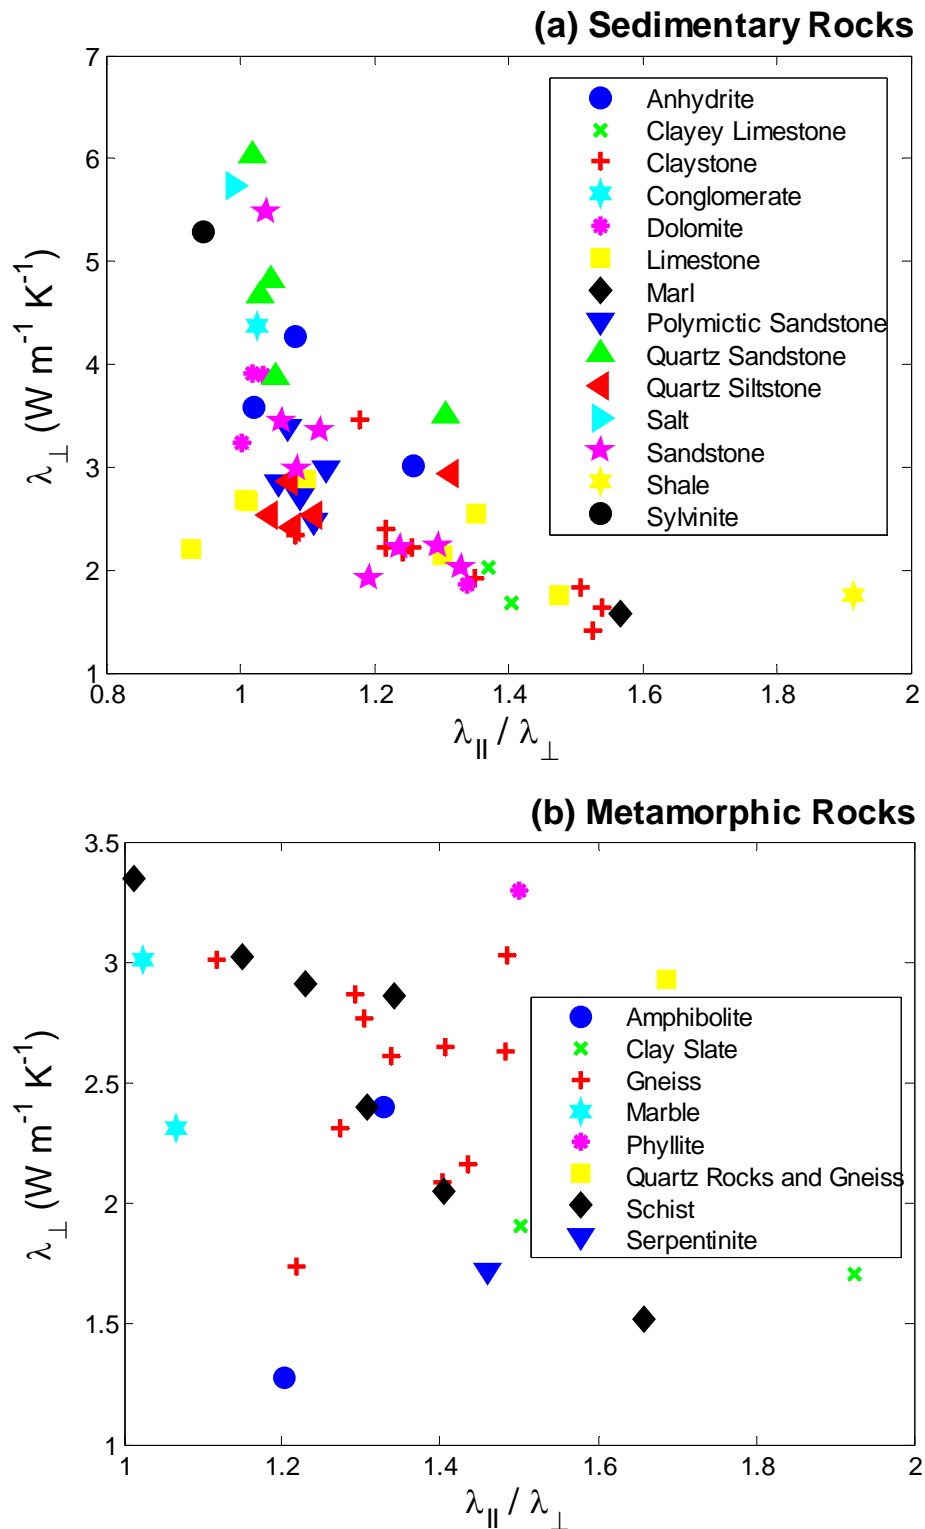 (a) Sedimentary Rocks
7
6
5
4
3
2
1
λ⊥ (W m⁻¹ K⁻¹)
Anhydrite
Clayey Limestone
Claystone
Conglomerate
Dolomite
Limestone
Marl
Polymictic Sandstone
Quartz Sandstone
Quartz Siltstone
Salt
Sandstone
Shale
Sylvinite
0.8 1 1.2 1.4 1.6 1.8 2
λ|| / λ⊥
(b) Metamorphic Rocks
3.5
3
2.5
2
1.5
1
λ⊥ (W m⁻¹ K⁻¹)
Amphibolite
Clay Slate
Gneiss
Marble
Phyllite
Quartz Rocks and Gneiss
Schist
Serpentinite
1 1.2 1.4 1.6 1.8 2
λ|| / λ⊥